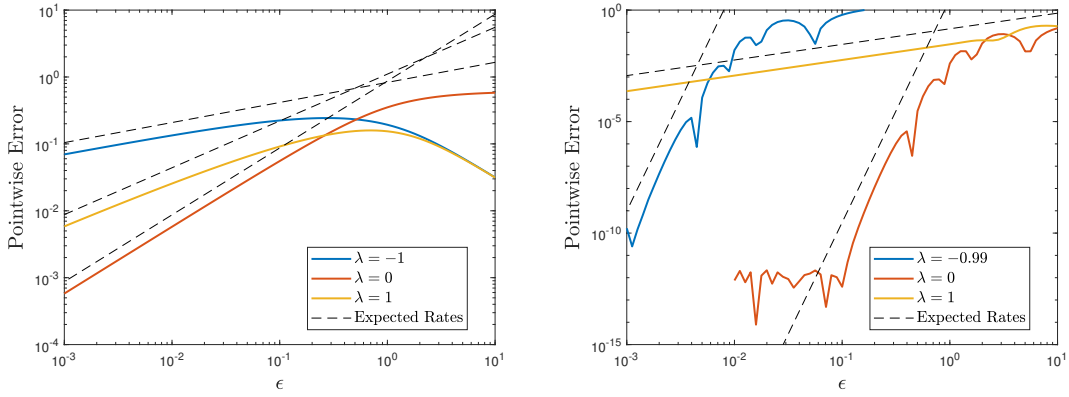 10^1
10^0
10^-1
10^-2
10^-3
10^-4
Pointwise Error
10^-3
10^-2
10^-1
10^0
10^1
ϵ
λ = −1
λ = 0
λ = 1
Expected Rates
10^0
10^-5
10^-10
10^-15
Pointwise Error
10^-3
10^-2
10^-1
10^0
10^1
ϵ
λ = −0.99
λ = 0
λ = 1
Expected Rates